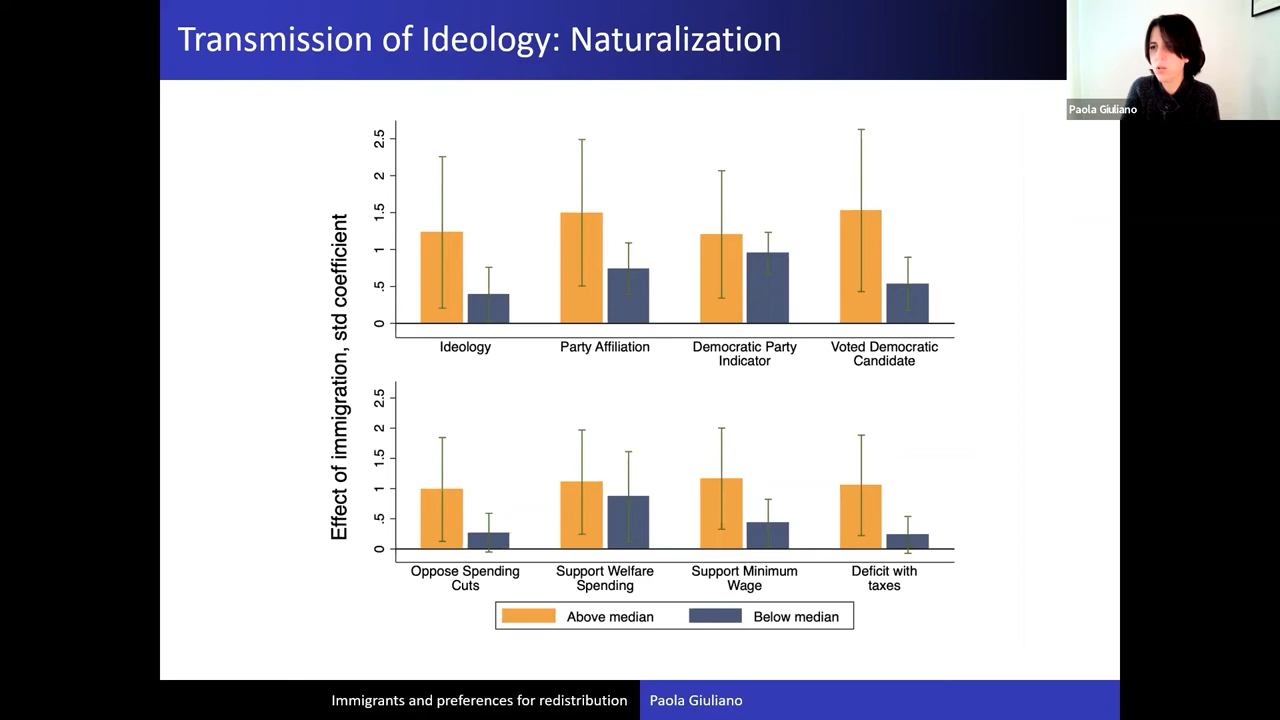 Transmission of Ideology: Naturalization
Paola Giuliano
Effect of immigration, std coefficient
2.5
2
1.5
1
.5
0
Ideology
Party Affiliation
Democratic Party
Indicator
Voted Democratic
Candidate
2.5
2
1.5
1
.5
0
Oppose Spending
Cuts
Support Welfare
Spending
Support Minimum
Wage
Deficit with
taxes
Above median
Below median
Immigrants and preferences for redistribution
Paola Giuliano